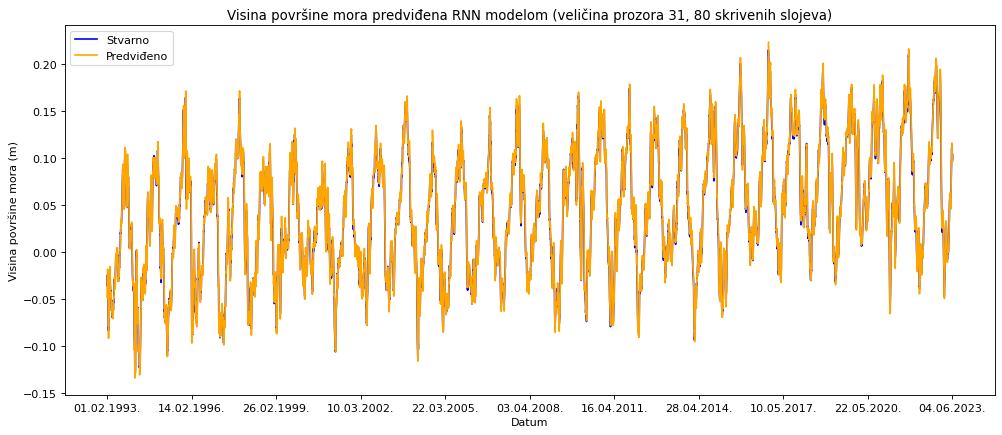 Visina površine mora predviđena RNN modelom (veličina prozora 31, 80 skrivenih slojeva)
Stvarno
Predviđeno
Visina površine mora (m)
0.20
0.15
0.10
0.05
0.00
−0.05
−0.10
−0.15
01.02.1993. 14.02.1996. 26.02.1999. 10.03.2002. 22.03.2005. 03.04.2008. 16.04.2011. 28.04.2014. 10.05.2017. 22.05.2020. 04.06.2023.
Datum